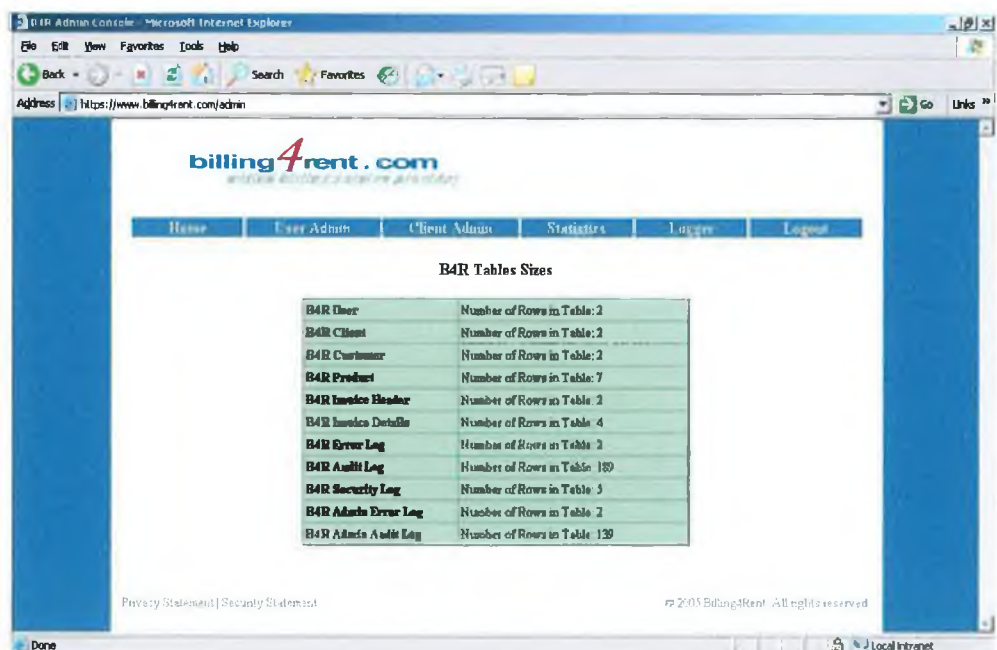 B4R Admin Console - Microsoft Internet Explorer
File Edit View Favorites Tools Help
Back Search Favorites
Address https://www.billing4rent.com/admin Go Links »
billing4rent.com
online billing service provider
Home User Admin Client Admin Statistics Logger Logout
B4R Tables Sizes
B4R User Number of Rows in Table: 2
B4R Client Number of Rows in Table: 2
B4R Customer Number of Rows in Table: 2
B4R Product Number of Rows in Table: 7
B4R Invoice Header Number of Rows in Table: 2
B4R Invoice Details Number of Rows in Table: 4
B4R Error Log Number of Rows in Table: 2
B4R Audit Log Number of Rows in Table: 189
B4R Security Log Number of Rows in Table: 5
B4R Admin Error Log Number of Rows in Table: 2
B4R Admin Audit Log Number of Rows in Table: 139
Privacy Statement | Security Statement © 2005 Billing4Rent. All rights reserved
Done Local intranet